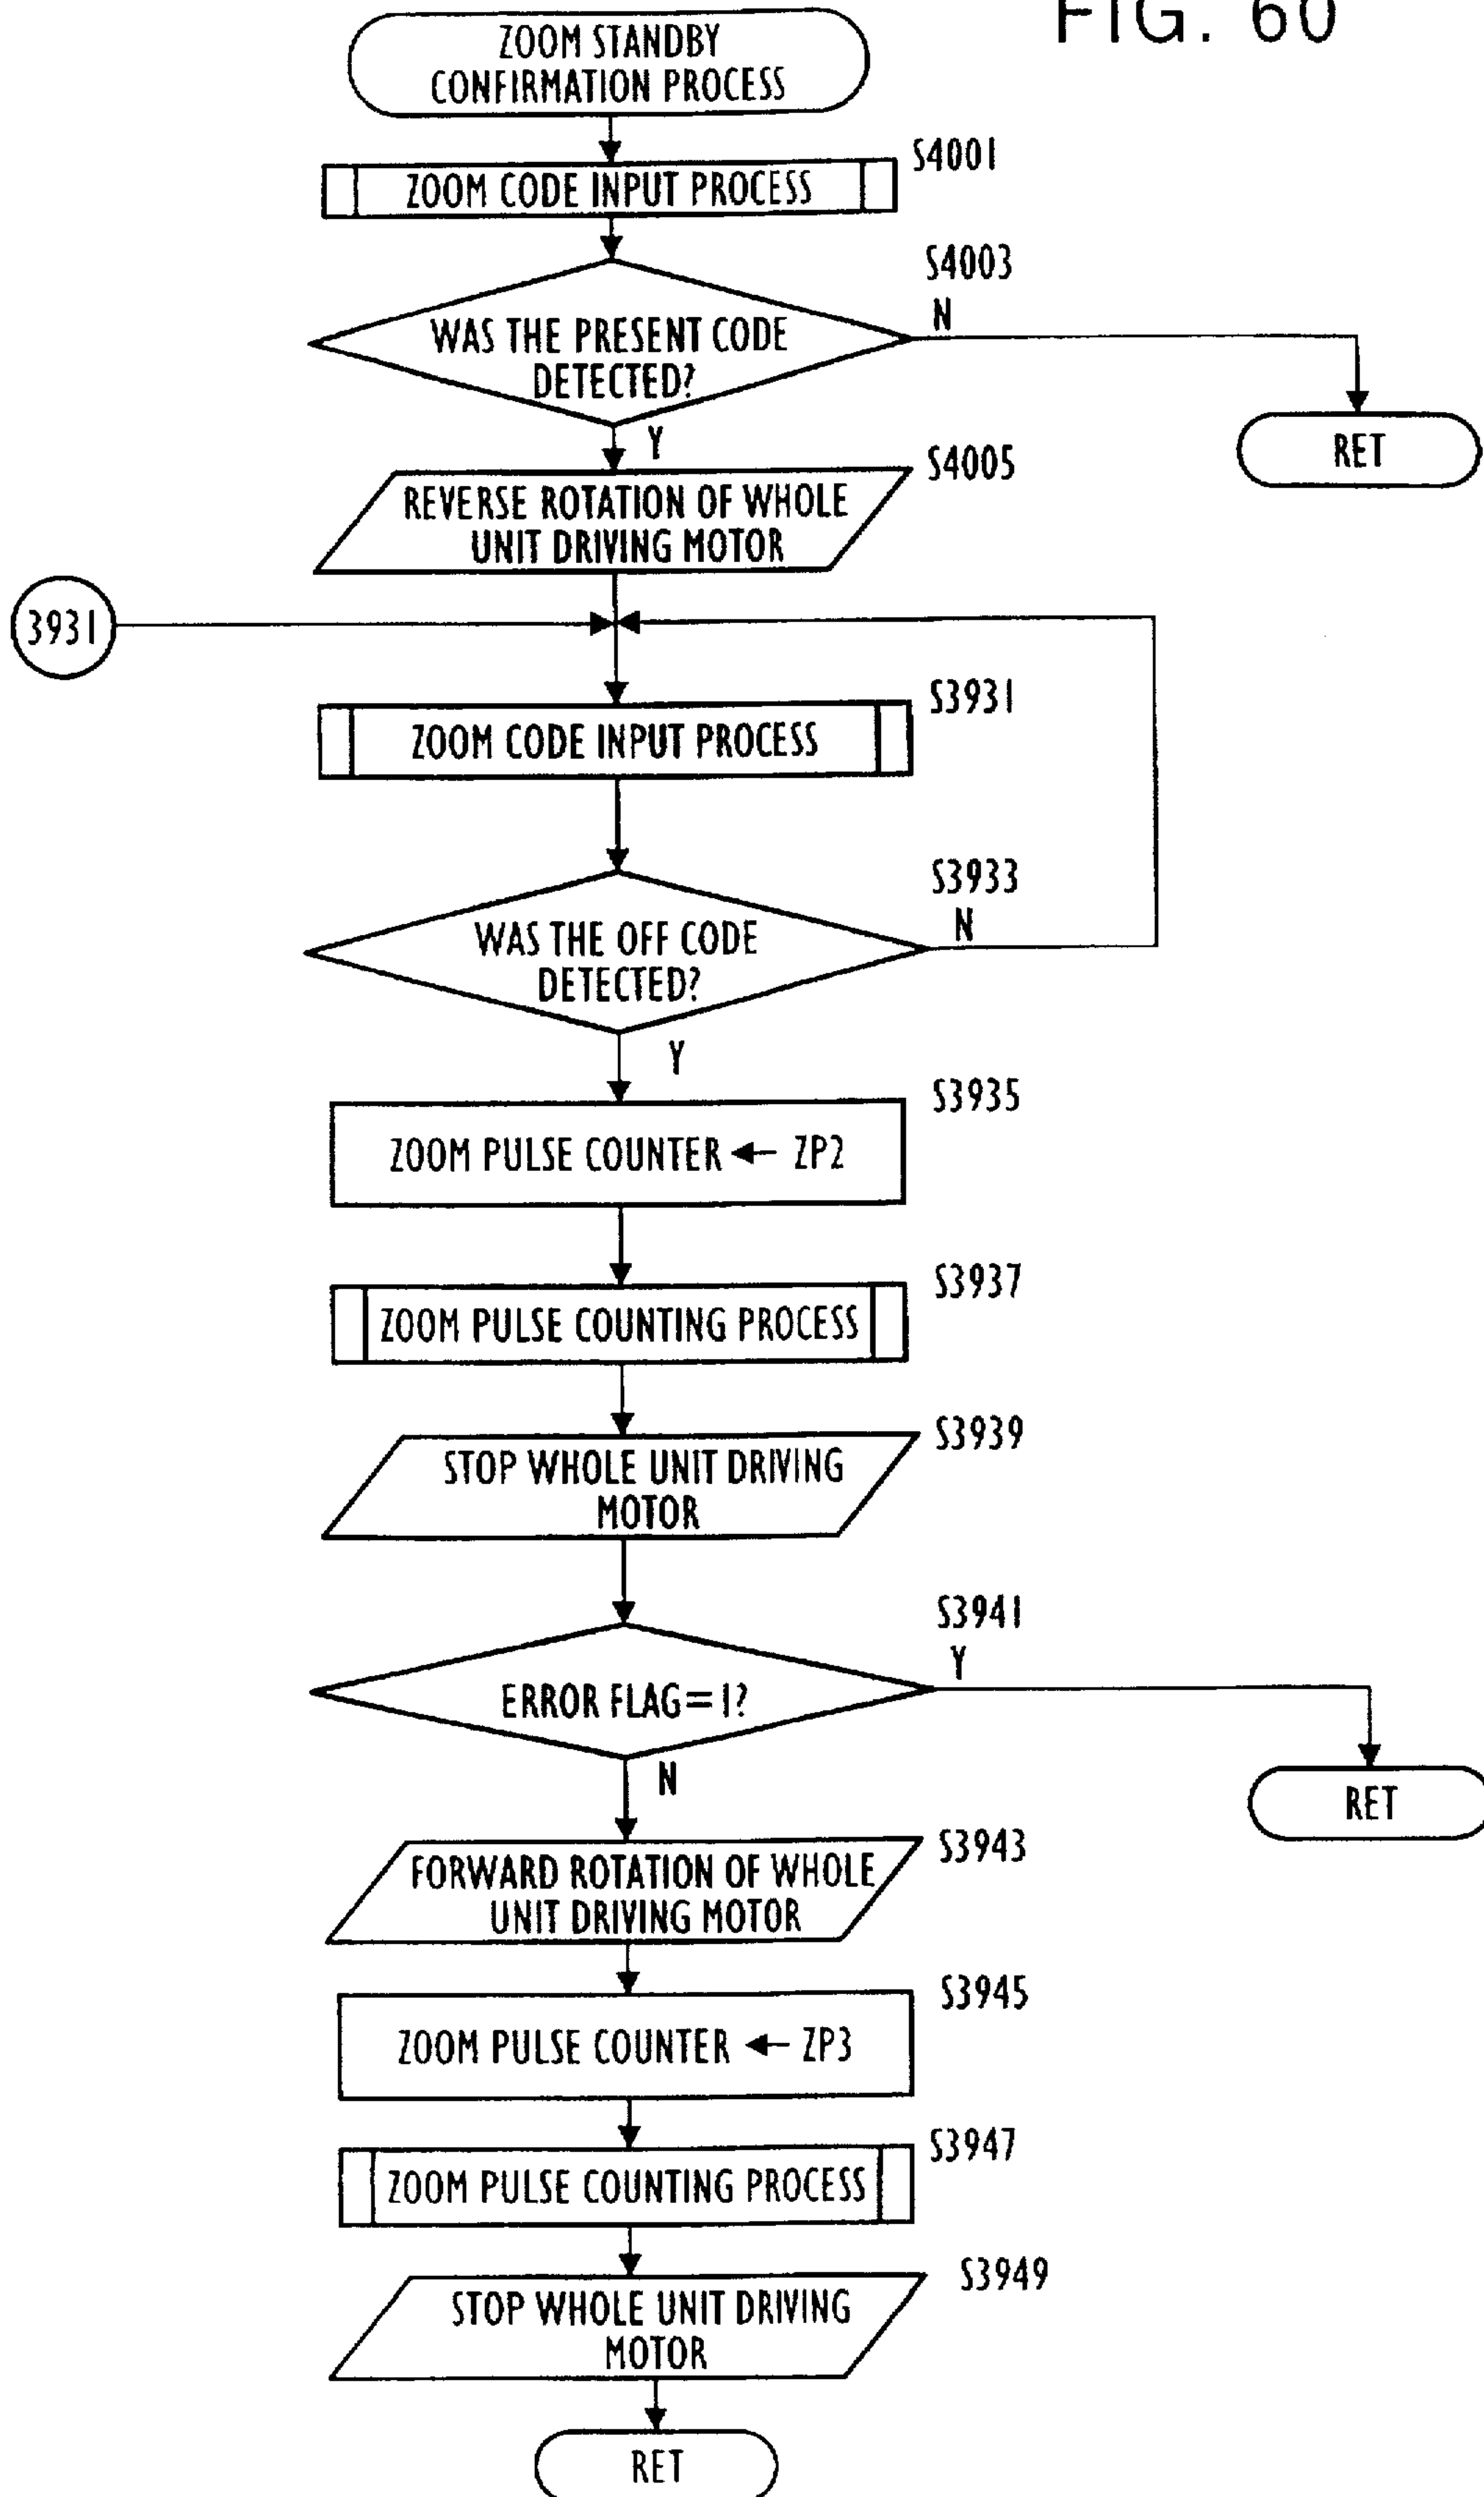 FIG. 60
ZOOM STANDBY
CONFIRMATION PROCESS
S4001
ZOOM CODE INPUT PROCESS
S4003
N
WAS THE PRESENT CODE
DETECTED?
Y
RET
S4005
REVERSE ROTATION OF WHOLE
UNIT DRIVING MOTOR
3931
S3931
ZOOM CODE INPUT PROCESS
S3933
N
WAS THE OFF CODE
DETECTED?
Y
S3935
ZOOM PULSE COUNTER ← ZP2
S3937
ZOOM PULSE COUNTING PROCESS
S3939
STOP WHOLE UNIT DRIVING
MOTOR
S3941
Y
ERROR FLAG=1?
N
RET
S3943
FORWARD ROTATION OF WHOLE
UNIT DRIVING MOTOR
S3945
ZOOM PULSE COUNTER ← ZP3
S3947
ZOOM PULSE COUNTING PROCESS
S3949
STOP WHOLE UNIT DRIVING
MOTOR
RET